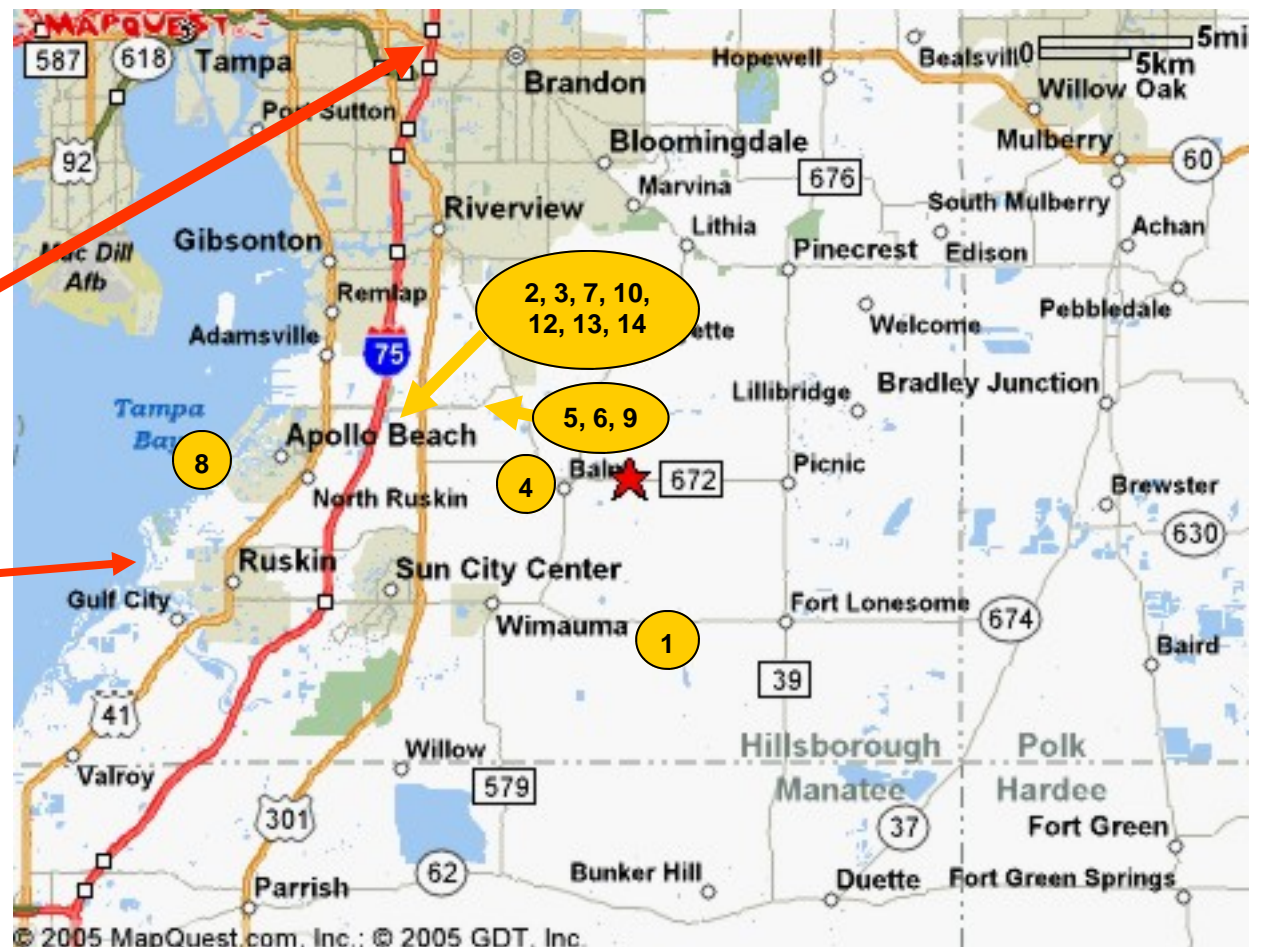 MAPQUEST
587
618
Tampa
Brandon
Hopewell
0
5mi
5km
Willow Oak
Port Sutton
Bloomingdale
Mulberry
92
60
Marvina
676
South Mulberry
Riverview
Lithia
Achan
Gibsonton
Pinecrest
Edison
Mac Dill
Afb
Remlap
2, 3, 7, 10,
12, 13, 14
Pebbledale
Welcome
Adamsville
75
Lillibridge
Bradley Junction
Tampa
Bay
5, 6, 9
Apollo Beach
8
4
672
Picnic
North Ruskin
Brewster
630
Ruskin
Sun City Center
Gulf City
Fort Lonesome
674
Wimauma
1
Baird
39
41
Willow
Hillsborough
Polk
Valroy
579
Manatee
Hardee
301
37
Fort Green
62
Bunker Hill
Parrish
Duette
Fort Green Springs
© 2005 MapQuest.com, Inc.; © 2005 GDT, Inc.